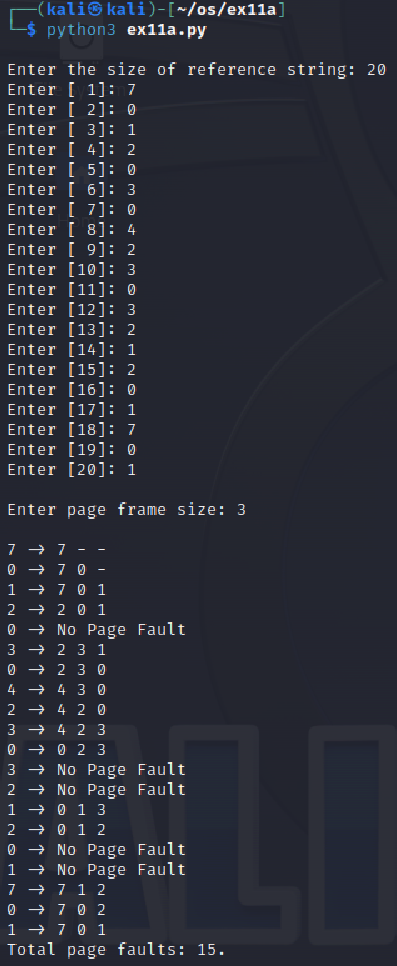 ┌──(kali㉿kali)-[~/os/ex11a]
└─$ python3 ex11a.py
Enter the size of reference string: 20
Enter [ 1]: 7
Enter [ 2]: 0
Enter [ 3]: 1
Enter [ 4]: 2
Enter [ 5]: 0
Enter [ 6]: 3
Enter [ 7]: 0
Enter [ 8]: 4
Enter [ 9]: 2
Enter [10]: 3
Enter [11]: 0
Enter [12]: 3
Enter [13]: 2
Enter [14]: 1
Enter [15]: 2
Enter [16]: 0
Enter [17]: 1
Enter [18]: 7
Enter [19]: 0
Enter [20]: 1
Enter page frame size: 3
7 → 7 - -
0 → 7 0 -
1 → 7 0 1
2 → 2 0 1
0 → No Page Fault
3 → 2 3 1
0 → 2 3 0
4 → 4 3 0
2 → 4 2 0
3 → 4 2 3
0 → 0 2 3
3 → No Page Fault
2 → No Page Fault
1 → 0 1 3
2 → 0 1 2
0 → No Page Fault
1 → No Page Fault
7 → 7 1 2
0 → 7 0 2
1 → 7 0 1
Total page faults: 15.